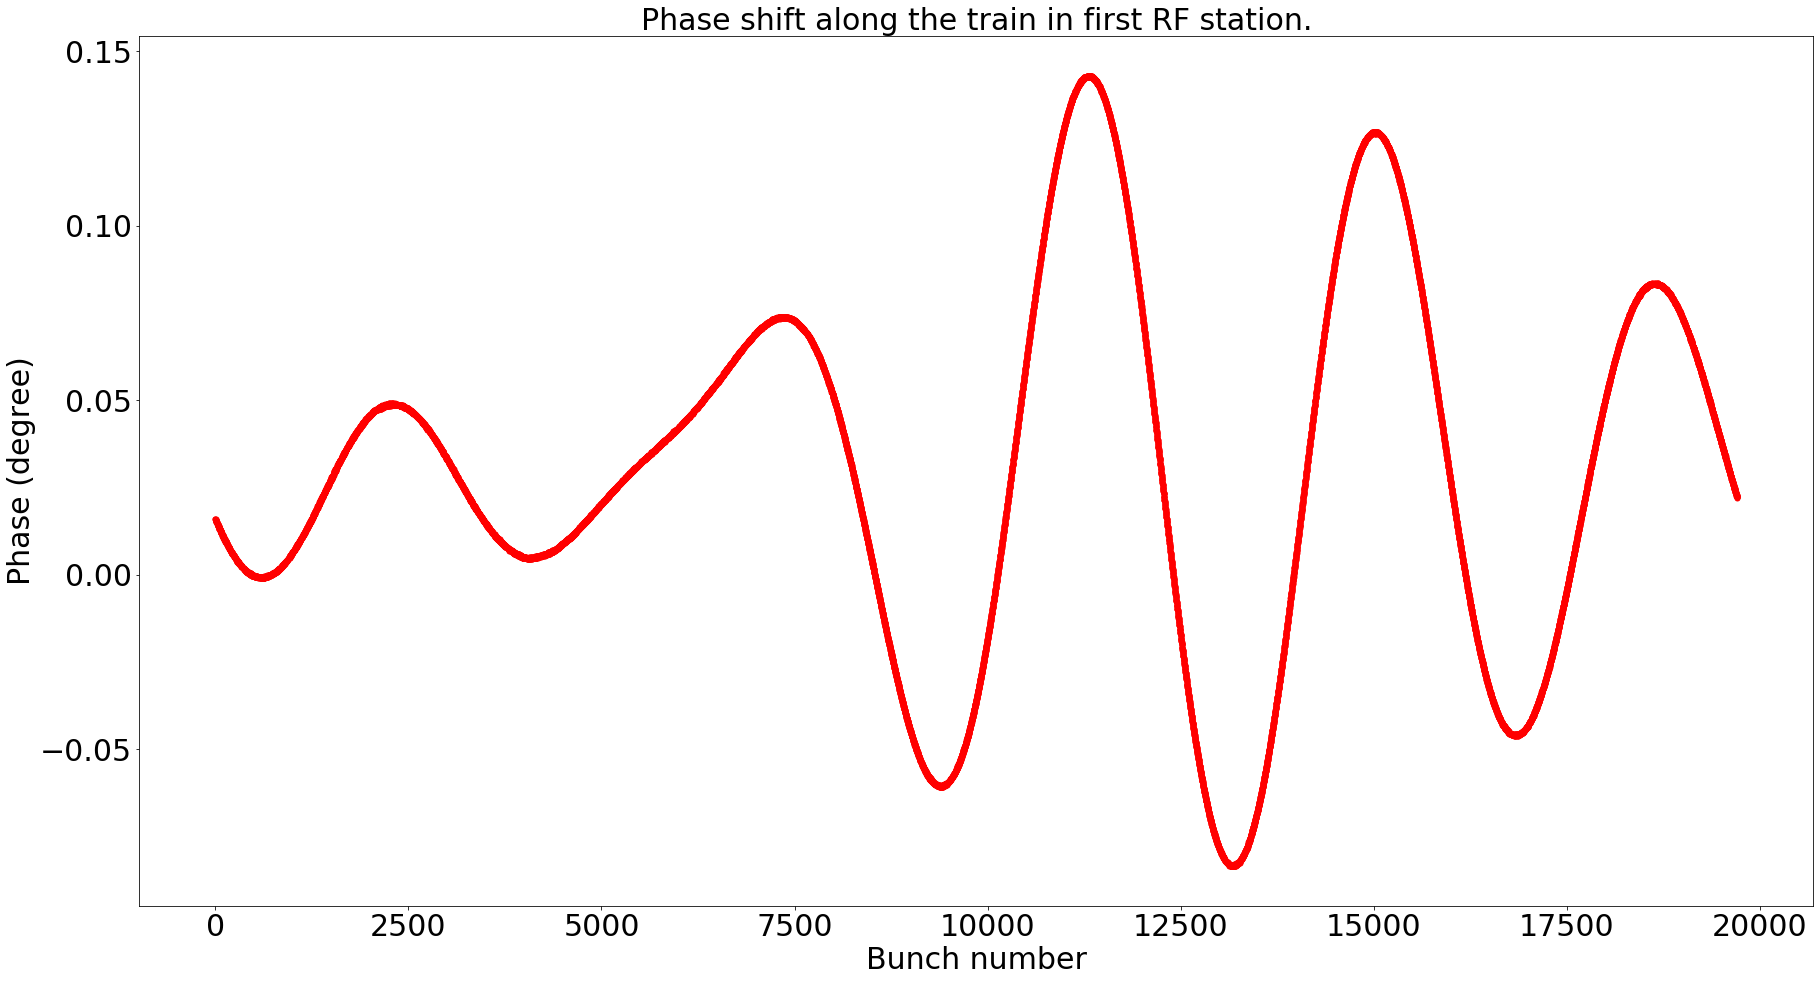 Phase shift along the train in first RF station.
0.15
0.10
0.05
0.00
−0.05
Phase (degree)
0 2500 5000 7500 10000 12500 15000 17500 20000
Bunch number